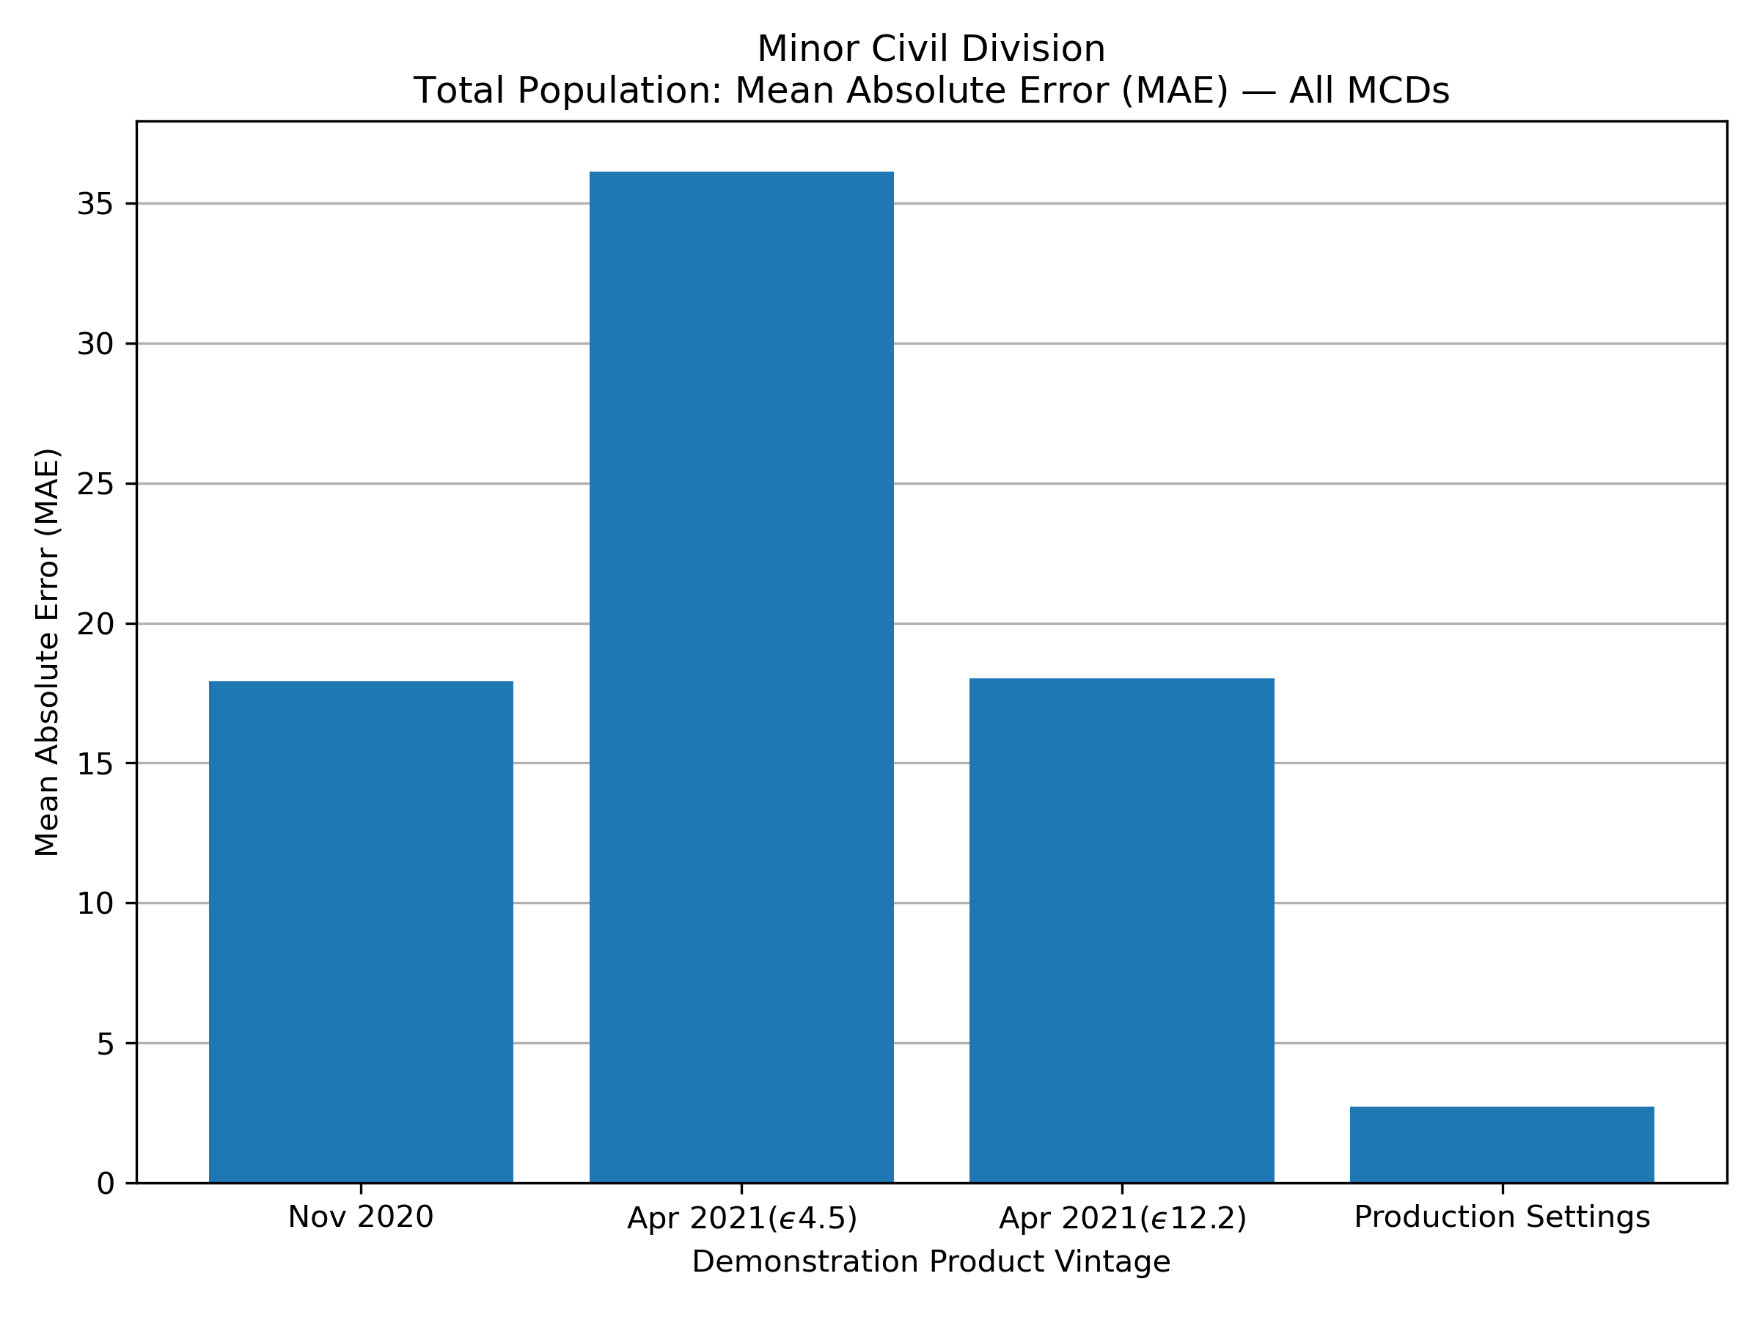 Minor Civil Division
Total Population: Mean Absolute Error (MAE) — All MCDs
Mean Absolute Error (MAE)
35
30
25
20
15
10
5
0
Nov 2020
Apr 2021(ϵ4.5)
Apr 2021(ϵ12.2)
Production Settings
Demonstration Product Vintage